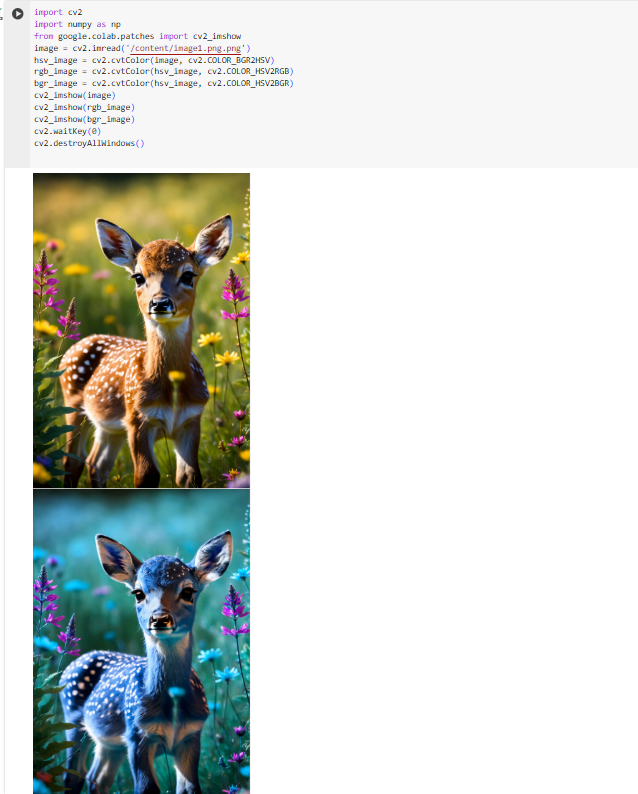 import cv2
import numpy as np
from google.colab.patches import cv2_imshow
image = cv2.imread('/content/image1.png.png')
hsv_image = cv2.cvtColor(image, cv2.COLOR_BGR2HSV)
rgb_image = cv2.cvtColor(hsv_image, cv2.COLOR_HSV2RGB)
bgr_image = cv2.cvtColor(hsv_image, cv2.COLOR_HSV2BGR)
cv2_imshow(image)
cv2_imshow(rgb_image)
cv2_imshow(bgr_image)
cv2.waitKey(0)
cv2.destroyAllWindows()